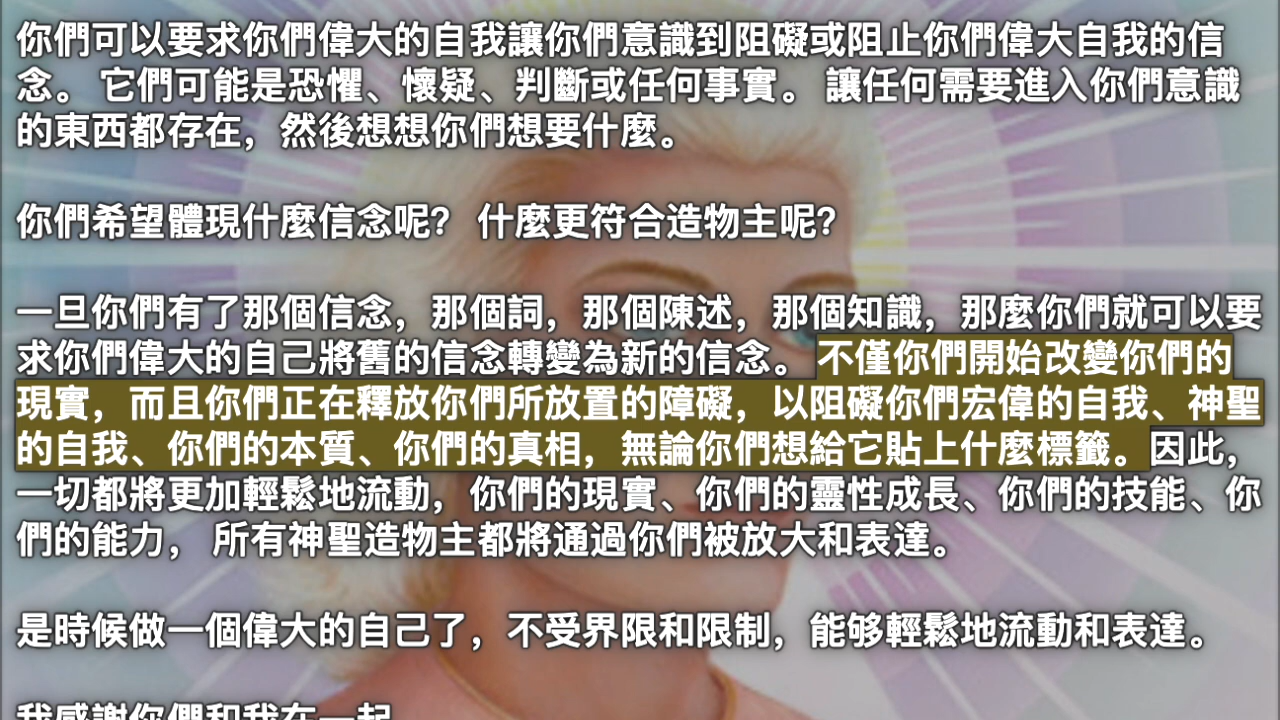 你們可以要求你們偉大的自我讓你們意識到阻礙或阻止你們偉大自我的信
念。 它們可能是恐懼、懷疑、判斷或任何事實。 讓任何需要進入你們意識
的東西都存在，然後想想你們想要什麼。
你們希望體現什麼信念呢？ 什麼更符合造物主呢？
一旦你們有了那個信念，那個詞，那個陳述，那個知識，那麼你們就可以要
求你們偉大的自己將舊的信念轉變為新的信念。 不僅你們開始改變你們的
現實，而且你們正在釋放你們所放置的障礙，以阻礙你們宏偉的自我、神聖
的自我、你們的本質、你們的真相，無論你們想給它貼上什麼標籤。因此，
一切都將更加輕鬆地流動，你們的現實、你們的靈性成長、你們的技能、你
們的能力， 所有神聖造物主都將通過你們被放大和表達。
是時候做一個偉大的自己了，不受界限和限制，能够輕鬆地流動和表達。
我感謝你們和我在一起